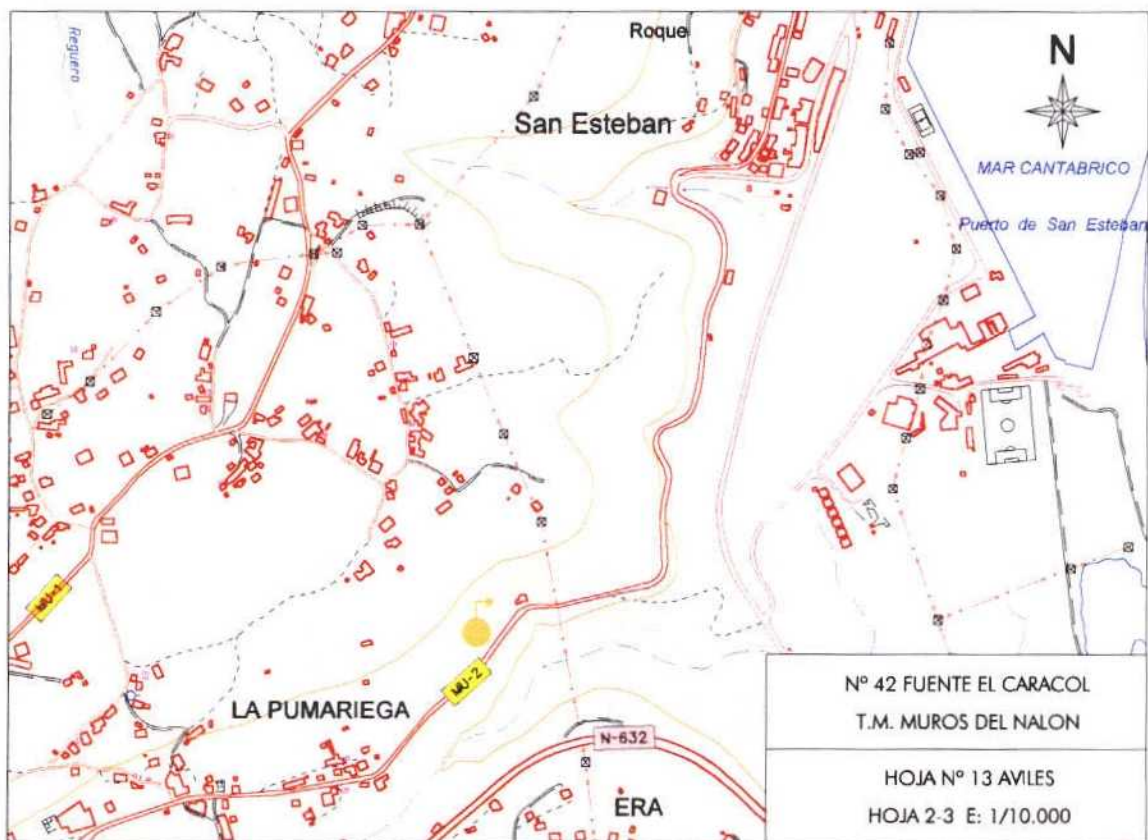 Reguero
Roque
San Esteban
N
MAR CANTABRICO
Puerto de San Esteban
MU-1
MU-2
LA PUMARIEGA
N-632
ERA
Nº 42 FUENTE EL CARACOL
T.M. MUROS DEL NALON
HOJA Nº 13 AVILES
HOJA 2-3 E: 1/10.000